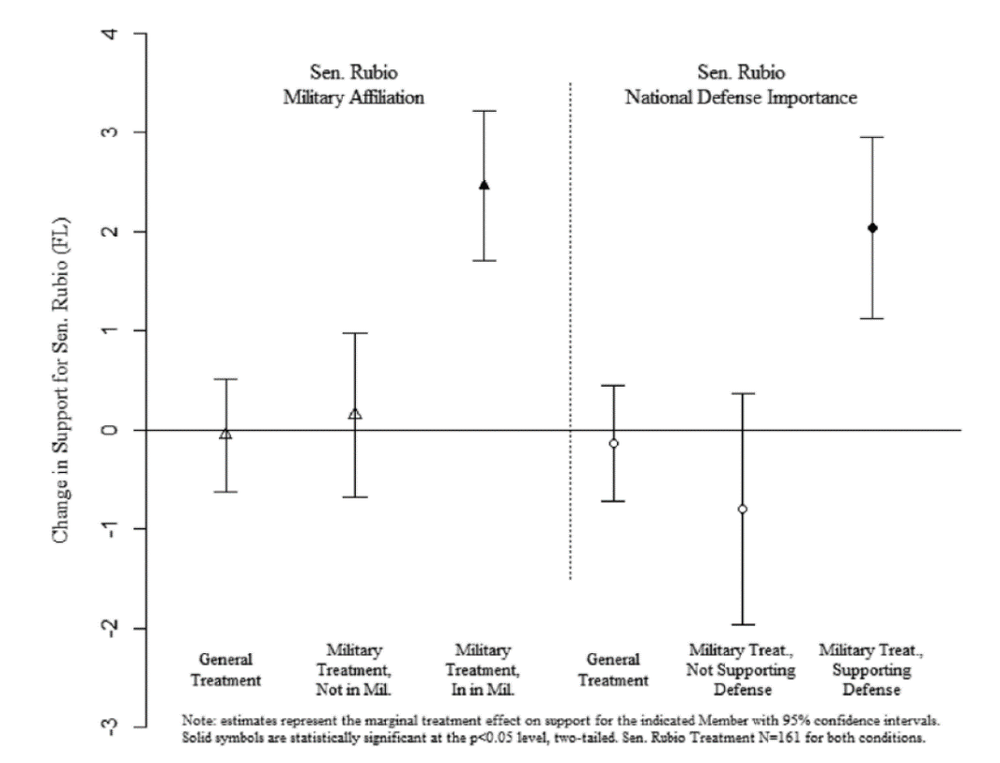 4
3
2
1
0
-1
-2
-3
Change in Support for Sen. Rubio (FL)
Sen. Rubio
Military Affiliation
Sen. Rubio
National Defense Importance
General
Treatment
Military
Treatment,
Not in Mil.
Military
Treatment,
In in Mil.
General
Treatment
Military Treat.,
Not Supporting
Defense
Military Treat.,
Supporting
Defense
Note: estimates represent the marginal treatment effect on support for the indicated Member with 95% confidence intervals.
Solid symbols are statistically significant at the p<0.05 level, two-tailed. Sen. Rubio Treatment N=161 for both conditions.